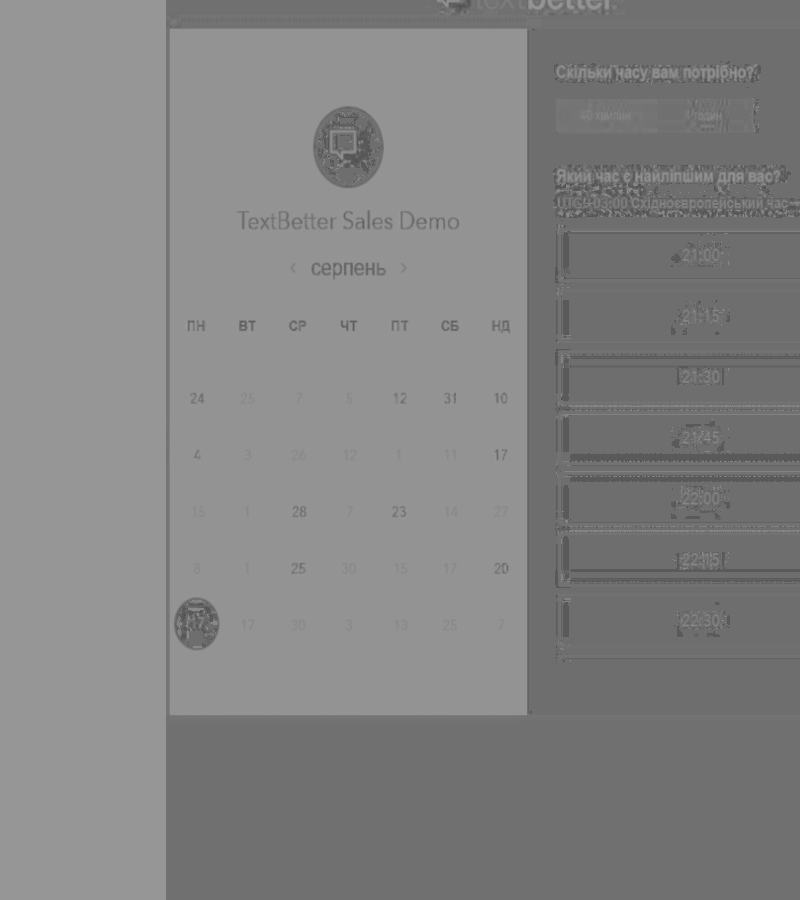 textbetter
TextBetter Sales Demo
‹ серпень ›
ПН ВТ СР ЧТ ПТ СБ НД
24 25 7 5 12 31 10
4 3 26 12 1 11 17
15 1 28 7 23 14 27
8 1 25 30 15 17 20
17 30 3 13 25 7
Скільки часу вам потрібно?
40 хвилин годин
Який час є найліпшим для вас?
UTC+03:00 Східноєвропейський час
21:00
21:15
21:30
21:45
22:00
22:15
22:30